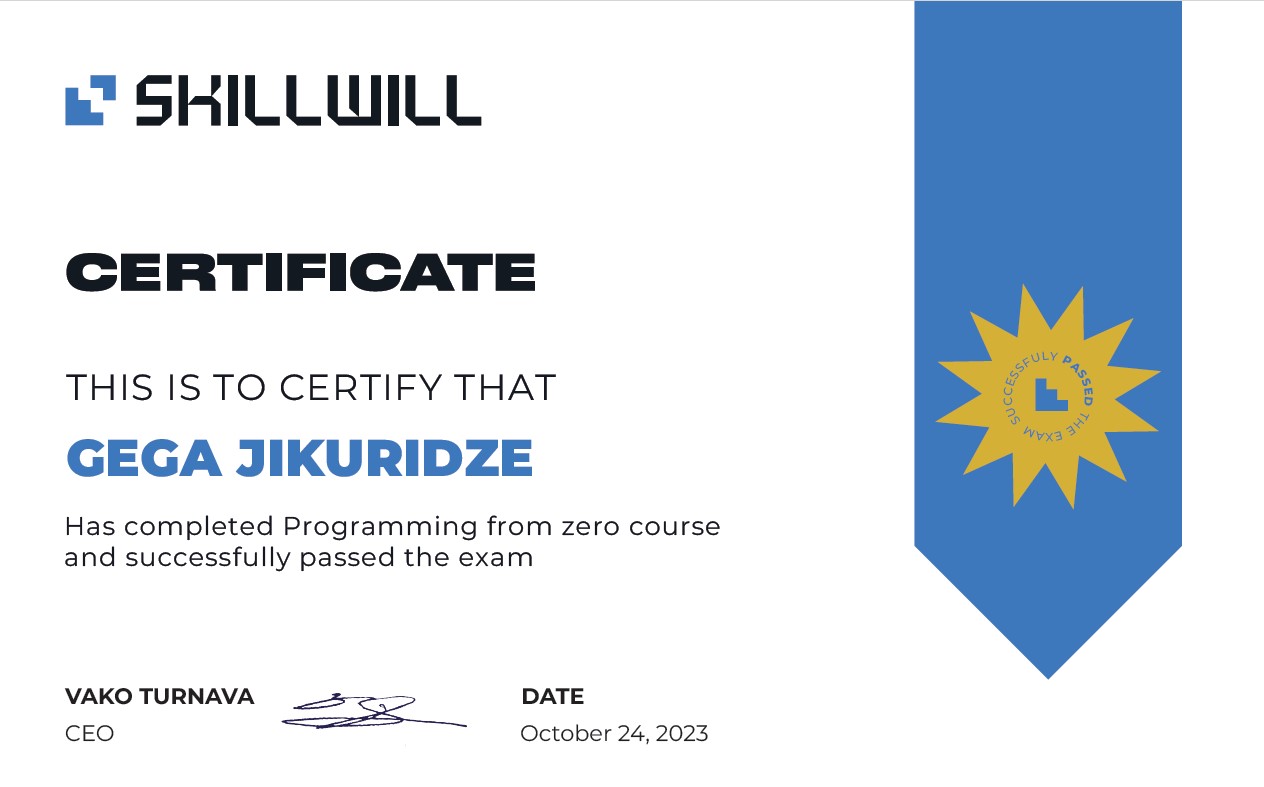 SKILLWILL
CERTIFICATE
THIS IS TO CERTIFY THAT
GEGA JIKURIDZE
Has completed Programming from zero course
and successfully passed the exam
VAKO TURNAVA
CEO
DATE
October 24, 2023
SUCCESSFULY PASSED THE EXAM